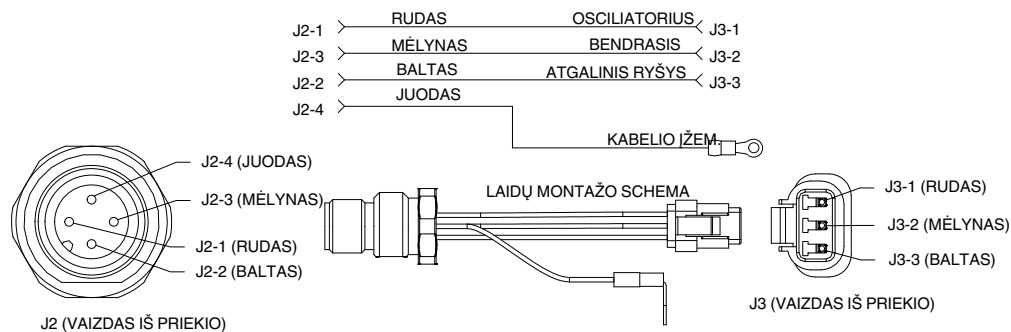 J2-1 RUDAS OSCILIATORIUS J3-1
J2-3 MĖLYNAS BENDRASIS J3-2
J2-2 BALTAS ATGALINIS RYŠYS J3-3
J2-4 JUODAS
KABELIO ĮŽEM.
J2-4 (JUODAS)
J2-3 (MĖLYNAS)
J2-1 (RUDAS)
J2-2 (BALTAS)
J2 (VAIZDAS IŠ PRIEKIO)
LAIDŲ MONTAŽO SCHEMA
J3-1 (RUDAS)
J3-2 (MĖLYNAS)
J3-3 (BALTAS)
J3 (VAIZDAS IŠ PRIEKIO)